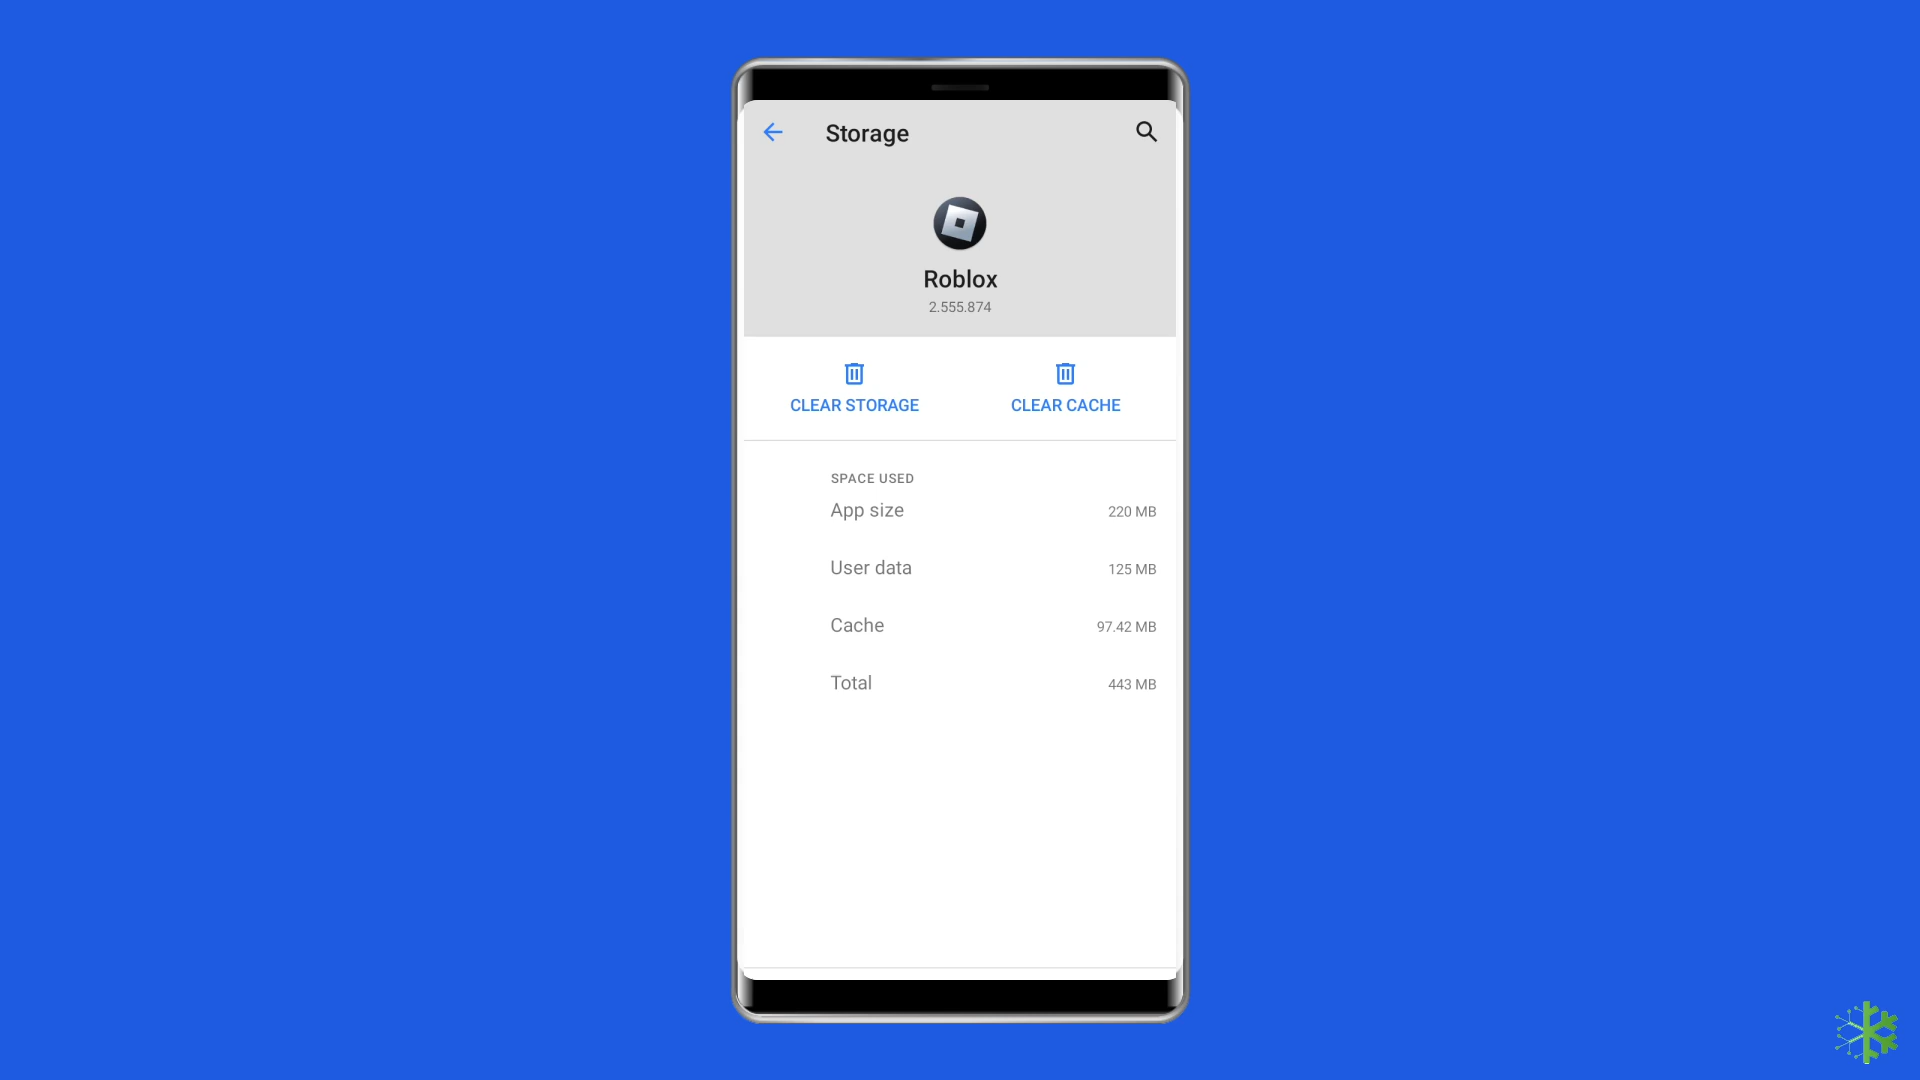 Storage
Roblox
2.555.874
CLEAR STORAGE CLEAR CACHE
SPACE USED
App size 220 MB
User data 125 MB
Cache 97.42 MB
Total 443 MB